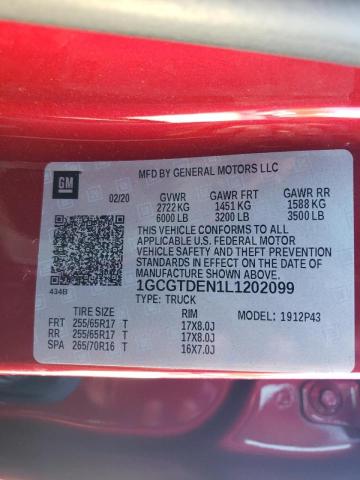 MFD BY GENERAL MOTORS LLC
GM
02/20 GVWR GAWR FRT GAWR RR
2722 KG 1451 KG 1588 KG
6000 LB 3200 LB 3500 LB
THIS VEHICLE CONFORMS TO ALL
APPLICABLE U.S. FEDERAL MOTOR
VEHICLE SAFETY AND THEFT PREVENTION
STANDARDS IN EFFECT ON THE DATE OF
MANUFACTURE SHOWN ABOVE.
1GCGTDEN1L1202099
434B TYPE: TRUCK
TIRE SIZE RIM MODEL: 1912P43
FRT 255/65R17 T 17X8.0J
RR 255/65R17 T 17X8.0J
SPA 265/70R16 T 16X7.0J